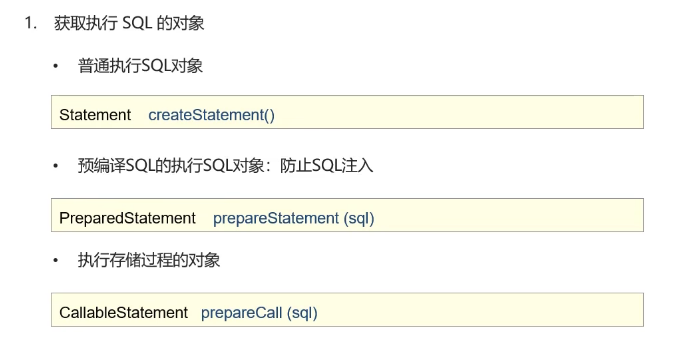 1. 获取执行 SQL 的对象
• 普通执行SQL对象
Statement createStatement()
• 预编译SQL的执行SQL对象：防止SQL注入
PreparedStatement prepareStatement (sql)
• 执行存储过程的对象
CallableStatement prepareCall (sql)